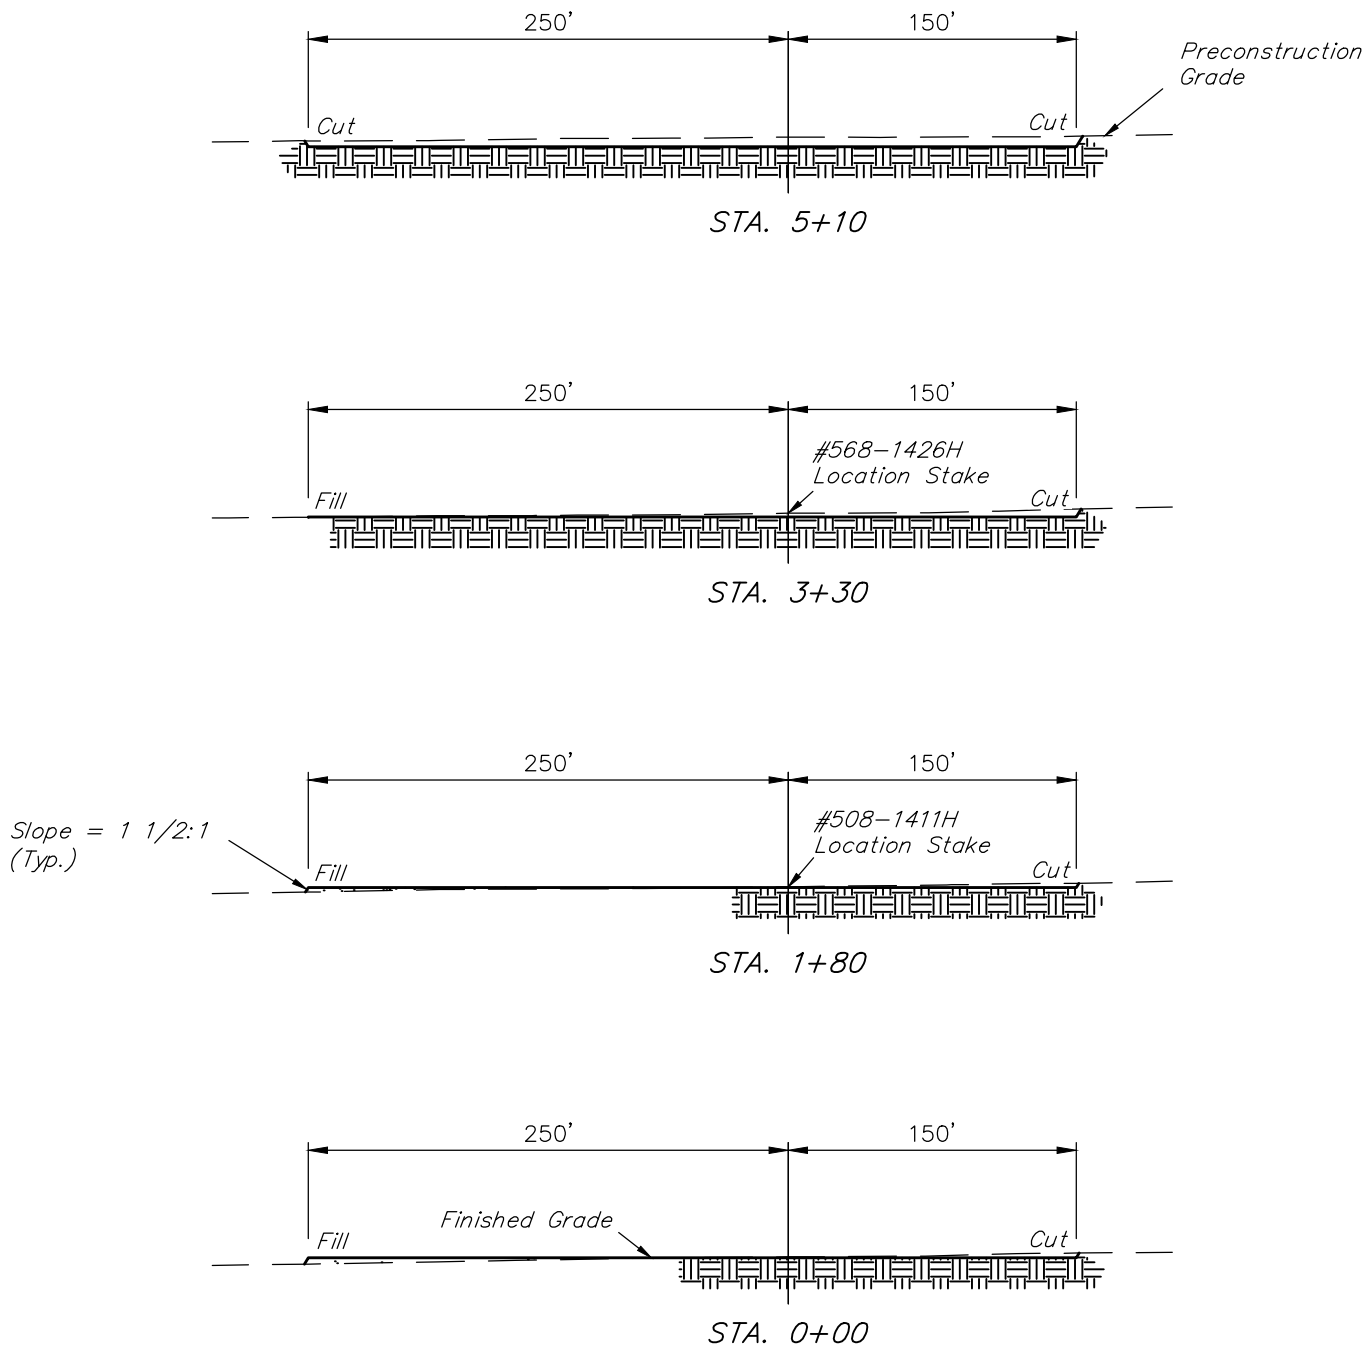 250' 150'
Preconstruction
Grade
Cut Cut
STA. 5+10
250' 150'
#568-1426H
Location Stake
Fill Cut
STA. 3+30
250' 150'
Slope = 1 1/2:1
(Typ.)
#508-1411H
Location Stake
Fill Cut
STA. 1+80
250' 150'
Finished Grade
Fill Cut
STA. 0+00